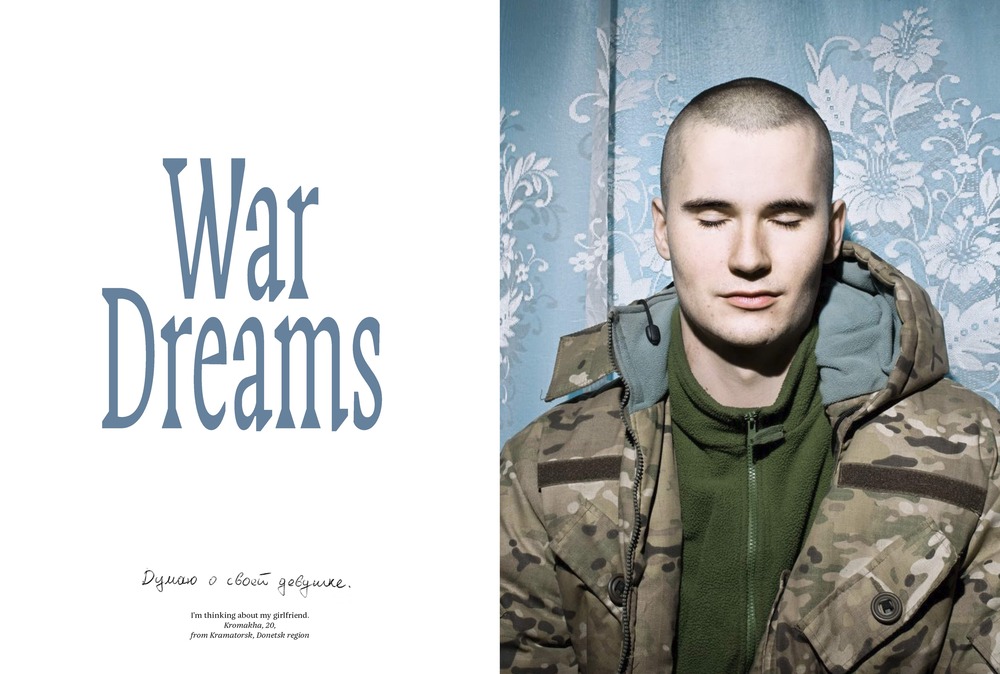 War
Dreams
Думаю о своей девушке.
I'm thinking about my girlfriend.
Kromakha, 20,
from Kramatorsk, Donetsk region